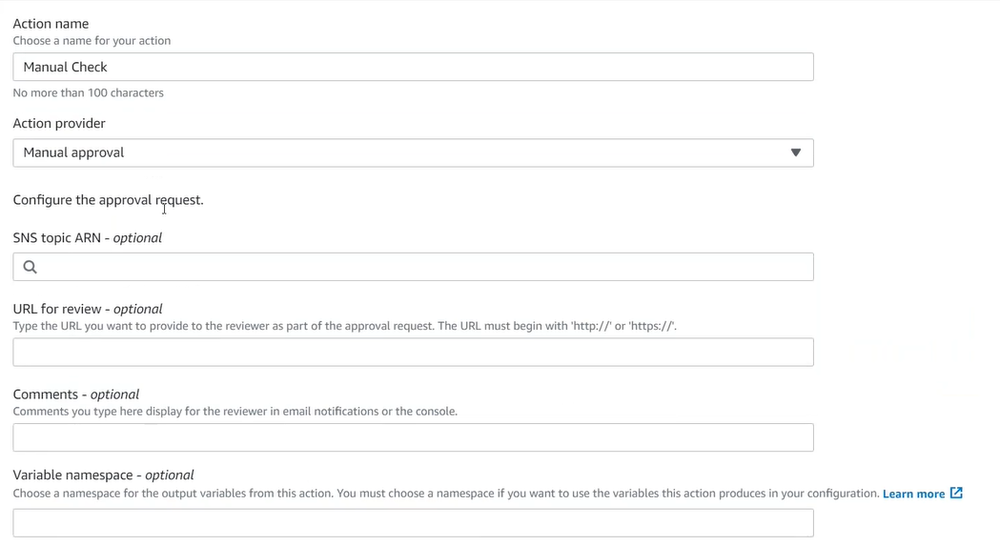 Action name
Choose a name for your action
Manual Check
No more than 100 characters
Action provider
Manual approval
Configure the approval request.
SNS topic ARN - optional
URL for review - optional
Type the URL you want to provide to the reviewer as part of the approval request. The URL must begin with 'http://' or 'https://'.
Comments - optional
Comments you type here display for the reviewer in email notifications or the console.
Variable namespace - optional
Choose a namespace for the output variables from this action. You must choose a namespace if you want to use the variables this action produces in your configuration. Learn more